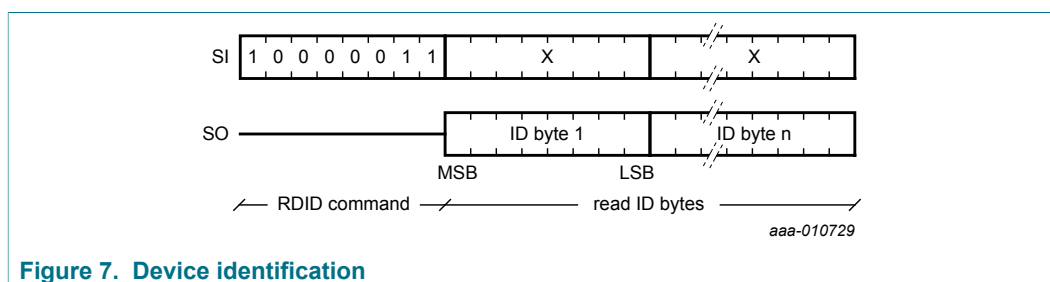 SI 1 0 0 0 0 0 1 1 X X
SO ID byte 1 ID byte n
MSB LSB
RDID command read ID bytes
aaa-010729
Figure 7. Device identification